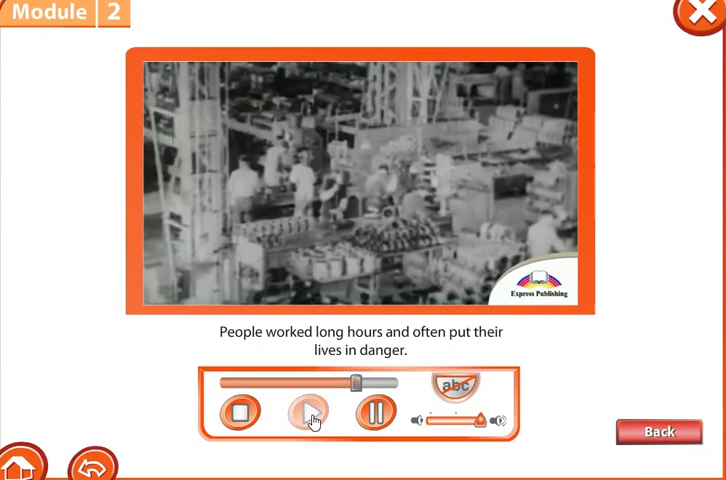 Module 2
Express Publishing
People worked long hours and often put their
lives in danger.
abc
Back